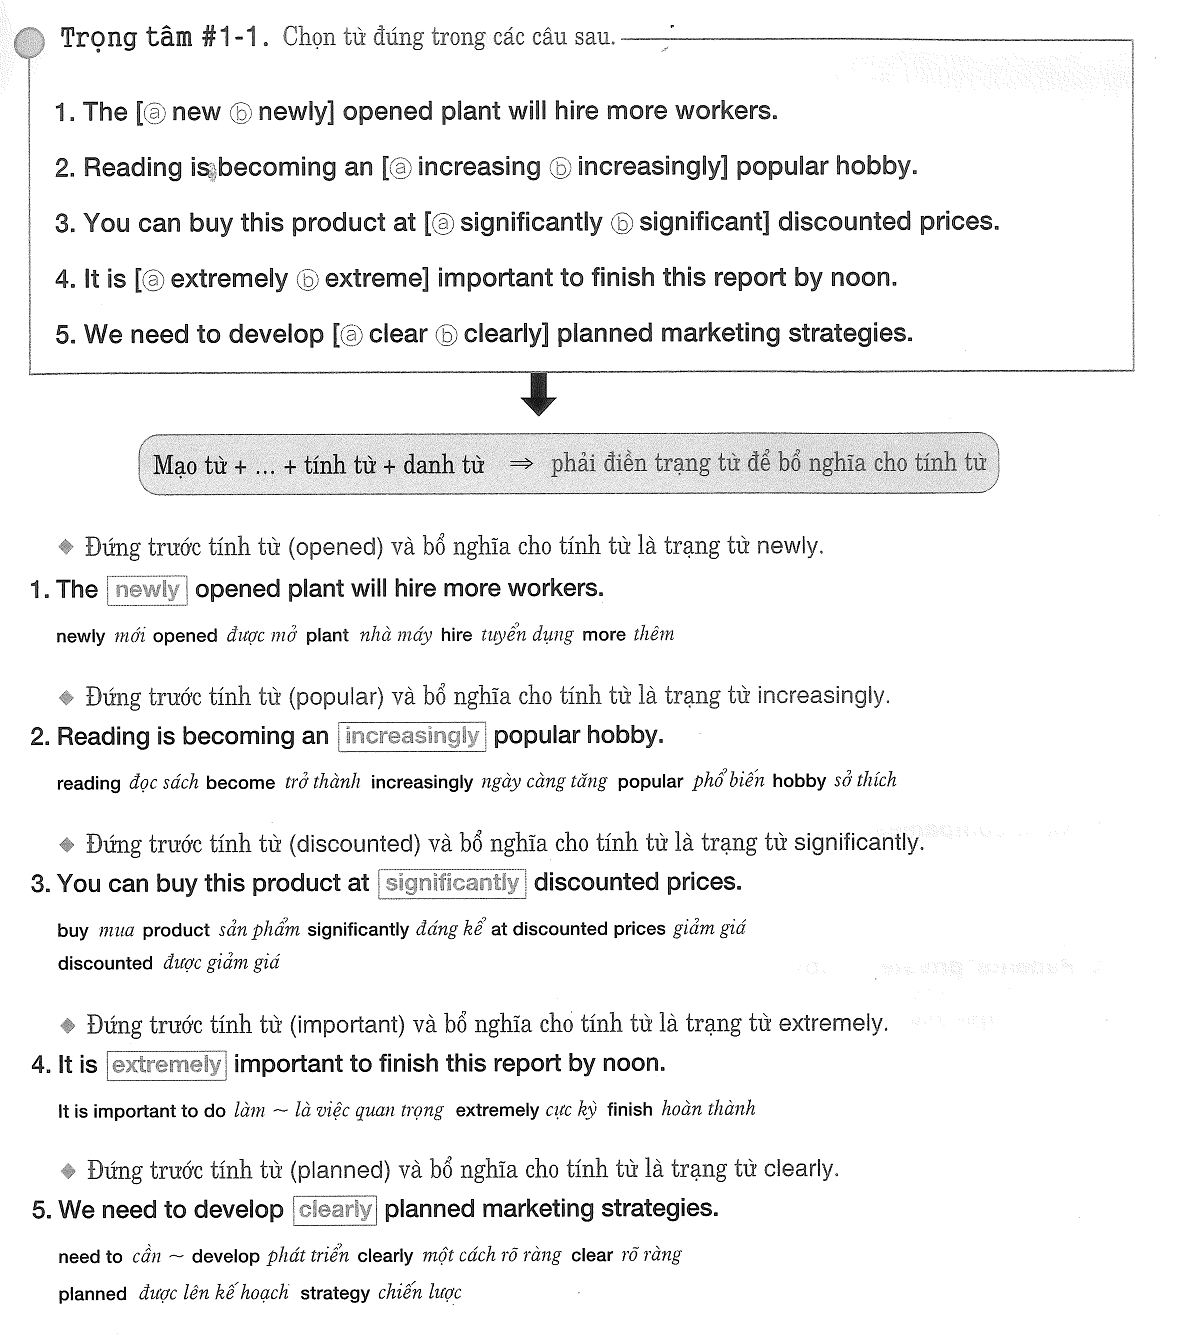 Trọng tâm #1-1. Chọn từ đúng trong các câu sau.
1. The [ⓐ new ⓑ newly] opened plant will hire more workers.
2. Reading is becoming an [ⓐ increasing ⓑ increasingly] popular hobby.
3. You can buy this product at [ⓐ significantly ⓑ significant] discounted prices.
4. It is [ⓐ extremely ⓑ extreme] important to finish this report by noon.
5. We need to develop [ⓐ clear ⓑ clearly] planned marketing strategies.
Mạo từ + ... + tính từ + danh từ ⇒ phải điền trạng từ để bổ nghĩa cho tính từ
◆ Đứng trước tính từ (opened) và bổ nghĩa cho tính từ là trạng từ newly.
1. The newly opened plant will hire more workers.
newly mới opened được mở plant nhà máy hire tuyển dụng more thêm
◆ Đứng trước tính từ (popular) và bổ nghĩa cho tính từ là trạng từ increasingly.
2. Reading is becoming an increasingly popular hobby.
reading đọc sách become trở thành increasingly ngày càng tăng popular phổ biến hobby sở thích
◆ Đứng trước tính từ (discounted) và bổ nghĩa cho tính từ là trạng từ significantly.
3. You can buy this product at significantly discounted prices.
buy mua product sản phẩm significantly đáng kể at discounted prices giảm giá
discounted được giảm giá
◆ Đứng trước tính từ (important) và bổ nghĩa cho tính từ là trạng từ extremely.
4. It is extremely important to finish this report by noon.
It is important to do làm ~ là việc quan trọng extremely cực kỳ finish hoàn thành
◆ Đứng trước tính từ (planned) và bổ nghĩa cho tính từ là trạng từ clearly.
5. We need to develop clearly planned marketing strategies.
need to cần ~ develop phát triển clearly một cách rõ ràng clear rõ ràng
planned được lên kế hoạch strategy chiến lược